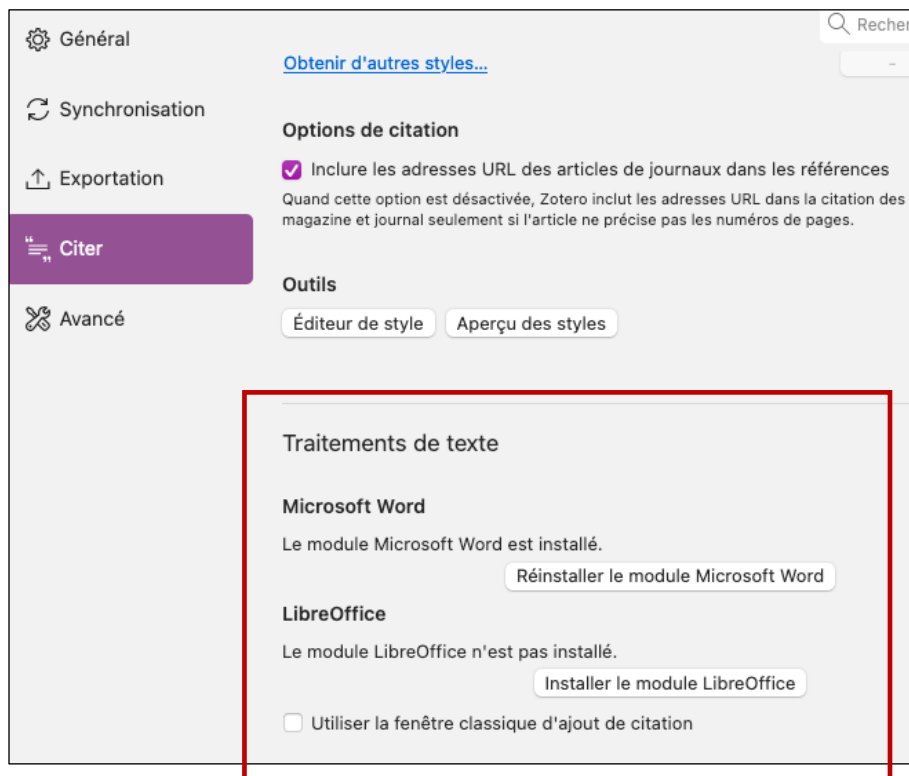 Général
Synchronisation
Exportation
Citer
Avancé
Recher
Obtenir d'autres styles...
-
Options de citation
Inclure les adresses URL des articles de journaux dans les références
Quand cette option est désactivée, Zotero inclut les adresses URL dans la citation des
magazine et journal seulement si l'article ne précise pas les numéros de pages.
Outils
Éditeur de style Aperçu des styles
Traitements de texte
Microsoft Word
Le module Microsoft Word est installé.
Réinstaller le module Microsoft Word
LibreOffice
Le module LibreOffice n'est pas installé.
Installer le module LibreOffice
Utiliser la fenêtre classique d'ajout de citation